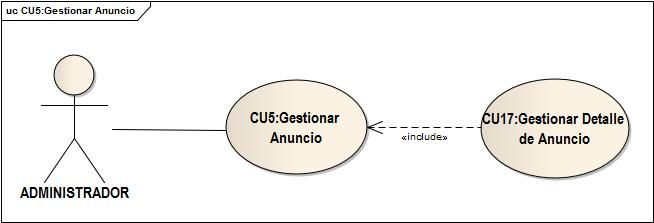 uc CU5:Gestionar Anuncio
CU5:Gestionar
Anuncio
CU17:Gestionar Detalle
de Anuncio
«include»
ADMINISTRADOR